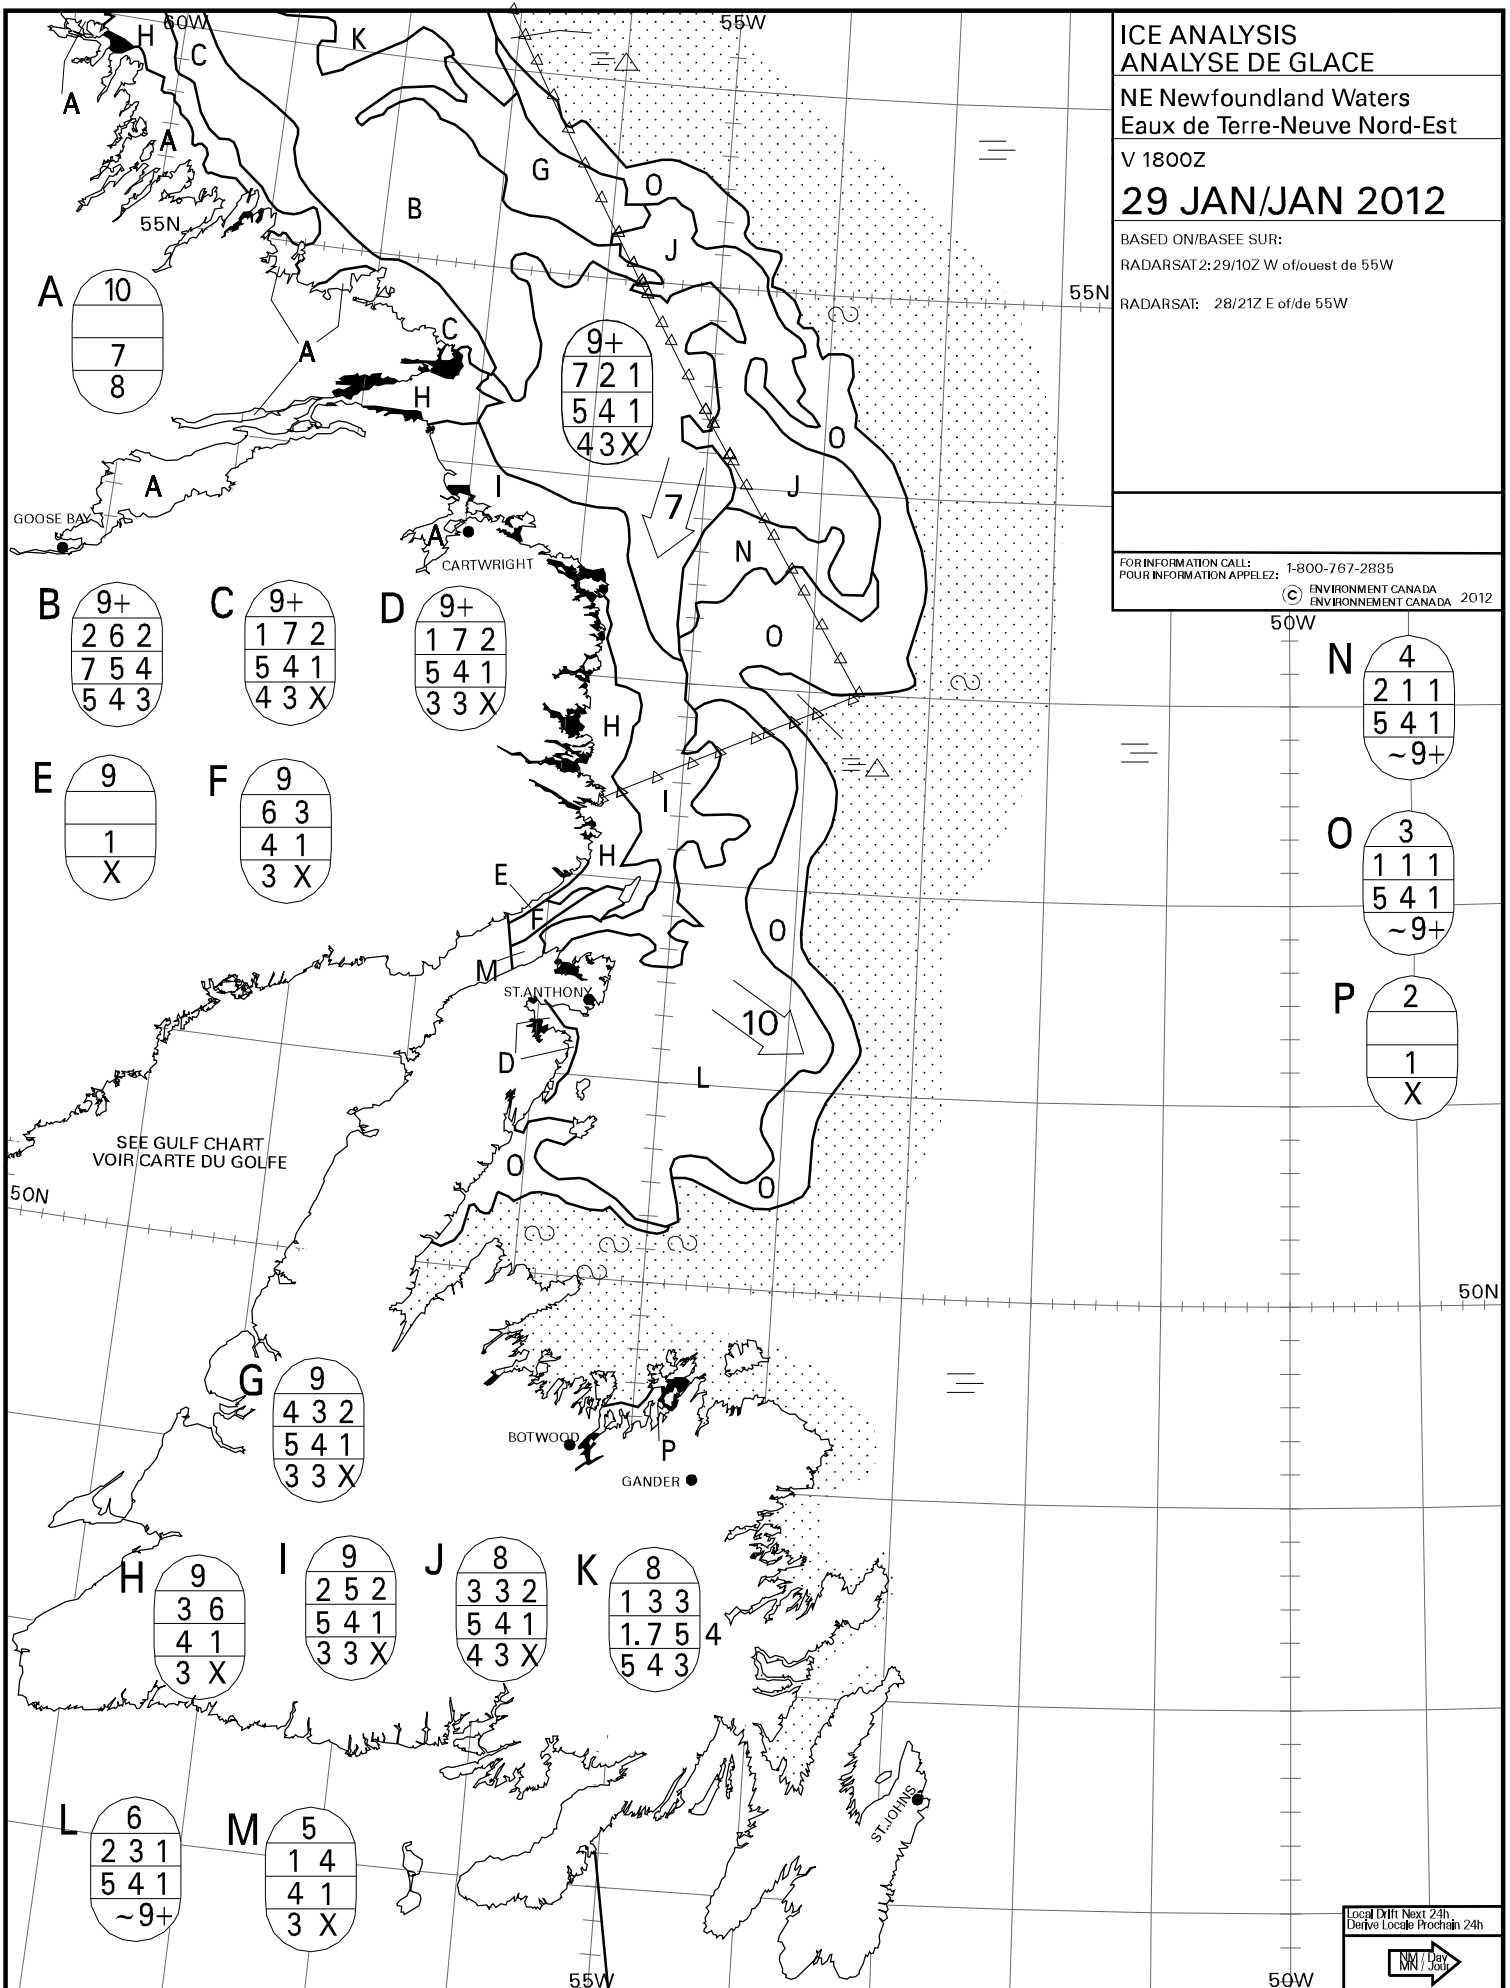 60W
55W
H
C
K
A
A
G
O
B
J
55N
55N
A
10
7
8
A
C
H
9+
7 2 1
5 4 1
4 3 X
O
J
A
I
7
N
GOOSE BAY
A
CARTWRIGHT
ICE ANALYSIS
ANALYSE DE GLACE
NE Newfoundland Waters
Eaux de Terre-Neuve Nord-Est
V 1800Z
29 JAN/JAN 2012
BASED ON/BASEE SUR:
RADARSAT2: 29/10Z W of/ouest de 55W
RADARSAT: 28/21Z E of/de 55W
FOR INFORMATION CALL:
POUR INFORMATION APPELEZ: 1-800-767-2885
© ENVIRONMENT CANADA
ENVIRONNEMENT CANADA 2012
50W
B
9+
2 6 2
7 5 4
5 4 3
C
9+
1 7 2
5 4 1
4 3 X
D
9+
1 7 2
5 4 1
3 3 X
O
H
N
4
2 1 1
5 4 1
~9+
E
9
1
X
F
9
6 3
4 1
3 X
I
H
O
3
1 1 1
5 4 1
~9+
E
F
O
M
ST.ANTHONY
P
2
1
X
10
D
L
SEE GULF CHART
VOIR CARTE DU GOLFE
O
O
50N
50N
G
9
4 3 2
5 4 1
3 3 X
BOTWOOD
P
GANDER
H
9
3 6
4 1
3 X
I
9
2 5 2
5 4 1
3 3 X
J
8
3 3 2
5 4 1
4 3 X
K
8
1 3 3
1. 7 5 4
5 4 3
L
6
2 3 1
5 4 1
~9+
M
5
1 4
4 1
3 X
ST.JOHNS
55W
50W
Local Drift Next 24h
Derive Locale Prochain 24h
NM / Day
MN / Jour